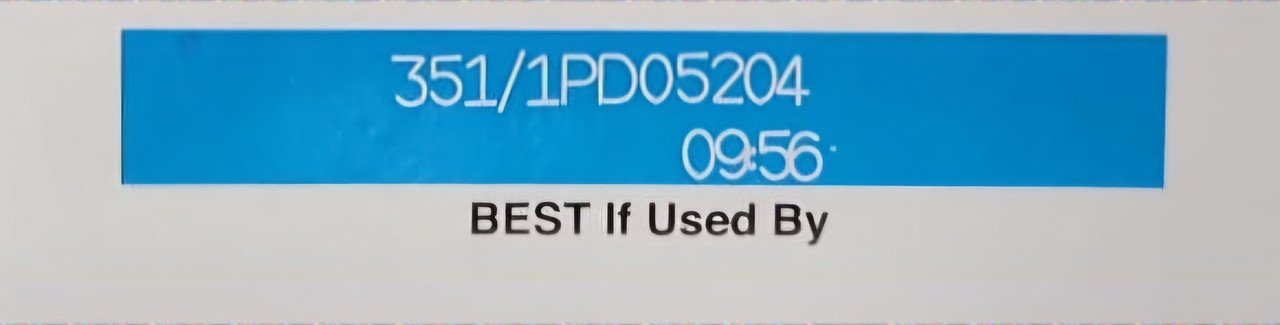 351/1PD05204
09:56
BEST If Used By